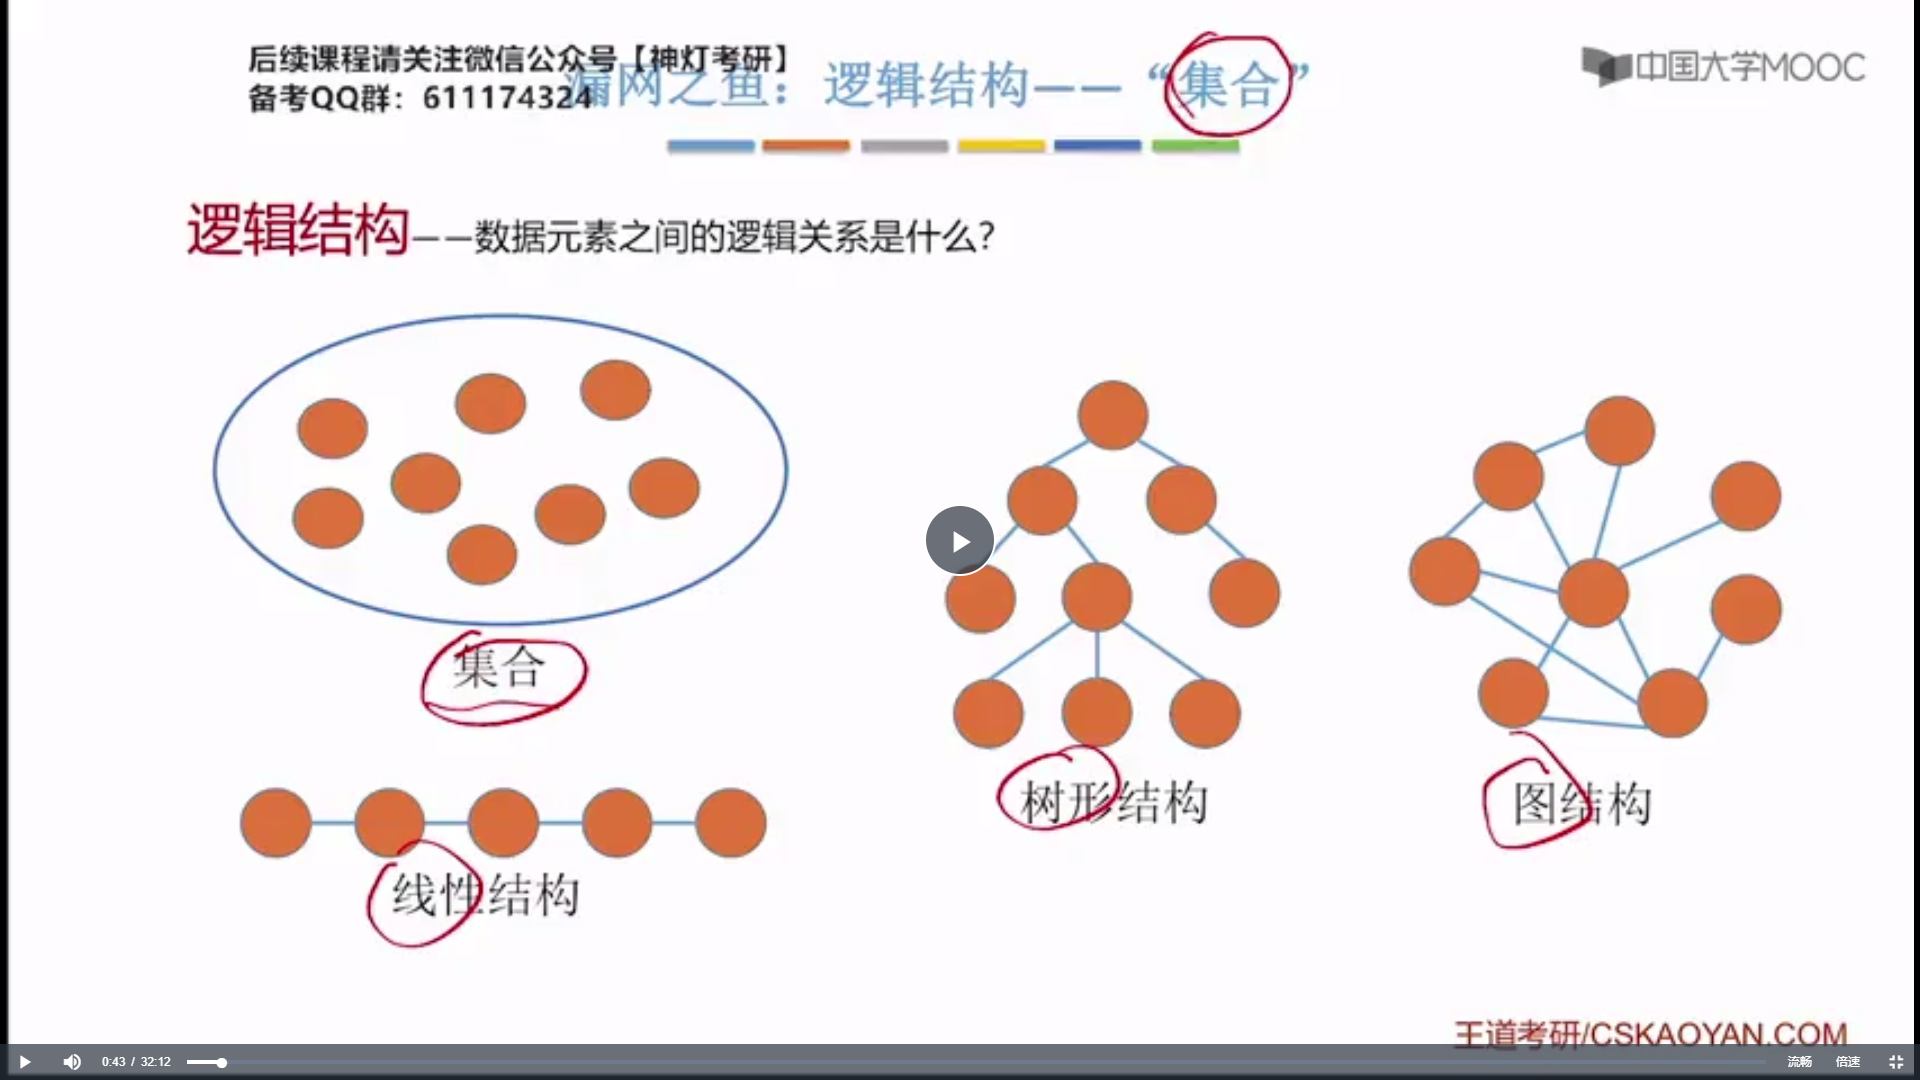 后续课程请关注微信公众号【神灯考研】
备考QQ群：611174324
漏网之鱼：逻辑结构——“集合”
中国大学MOOC
逻辑结构——数据元素之间的逻辑关系是什么？
集合
树形结构
图结构
线性结构
王道考研/CSKAOYAN.COM
0:43 / 32:12
流畅
倍速